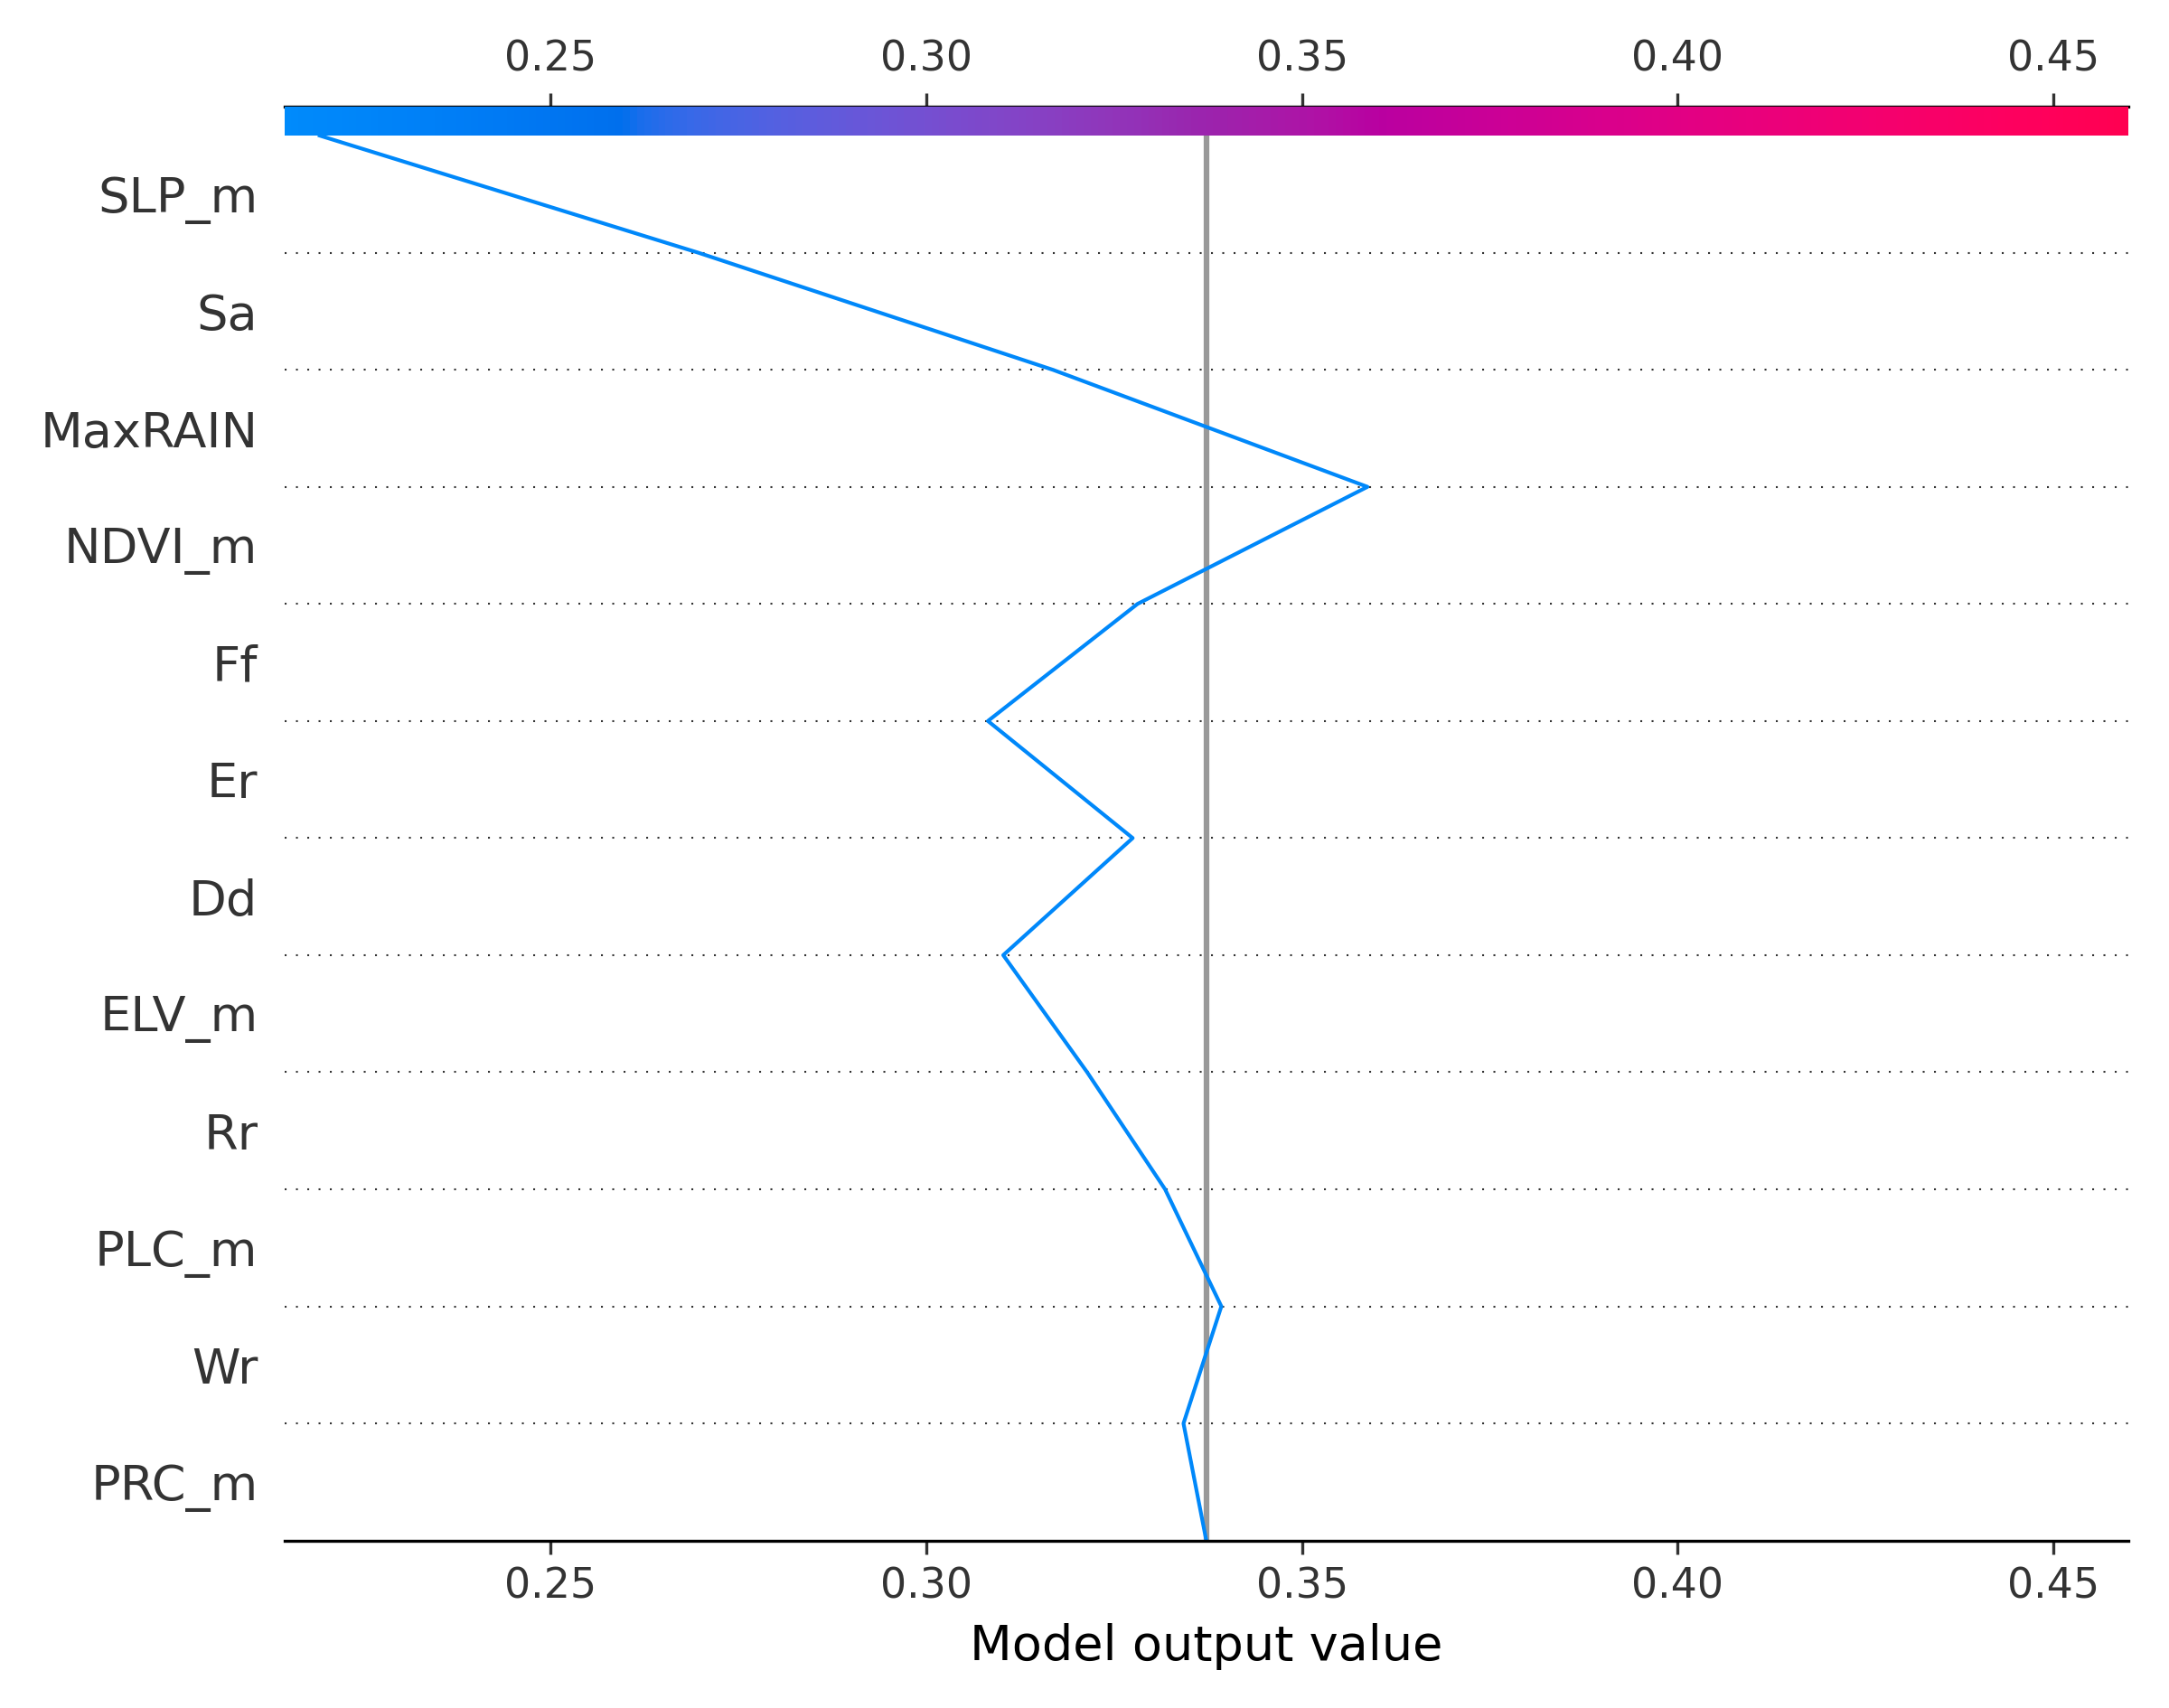 0.25 0.30 0.35 0.40 0.45
SLP_m
Sa
MaxRAIN
NDVI_m
Ff
Er
Dd
ELV_m
Rr
PLC_m
Wr
PRC_m
0.25 0.30 0.35 0.40 0.45
Model output value